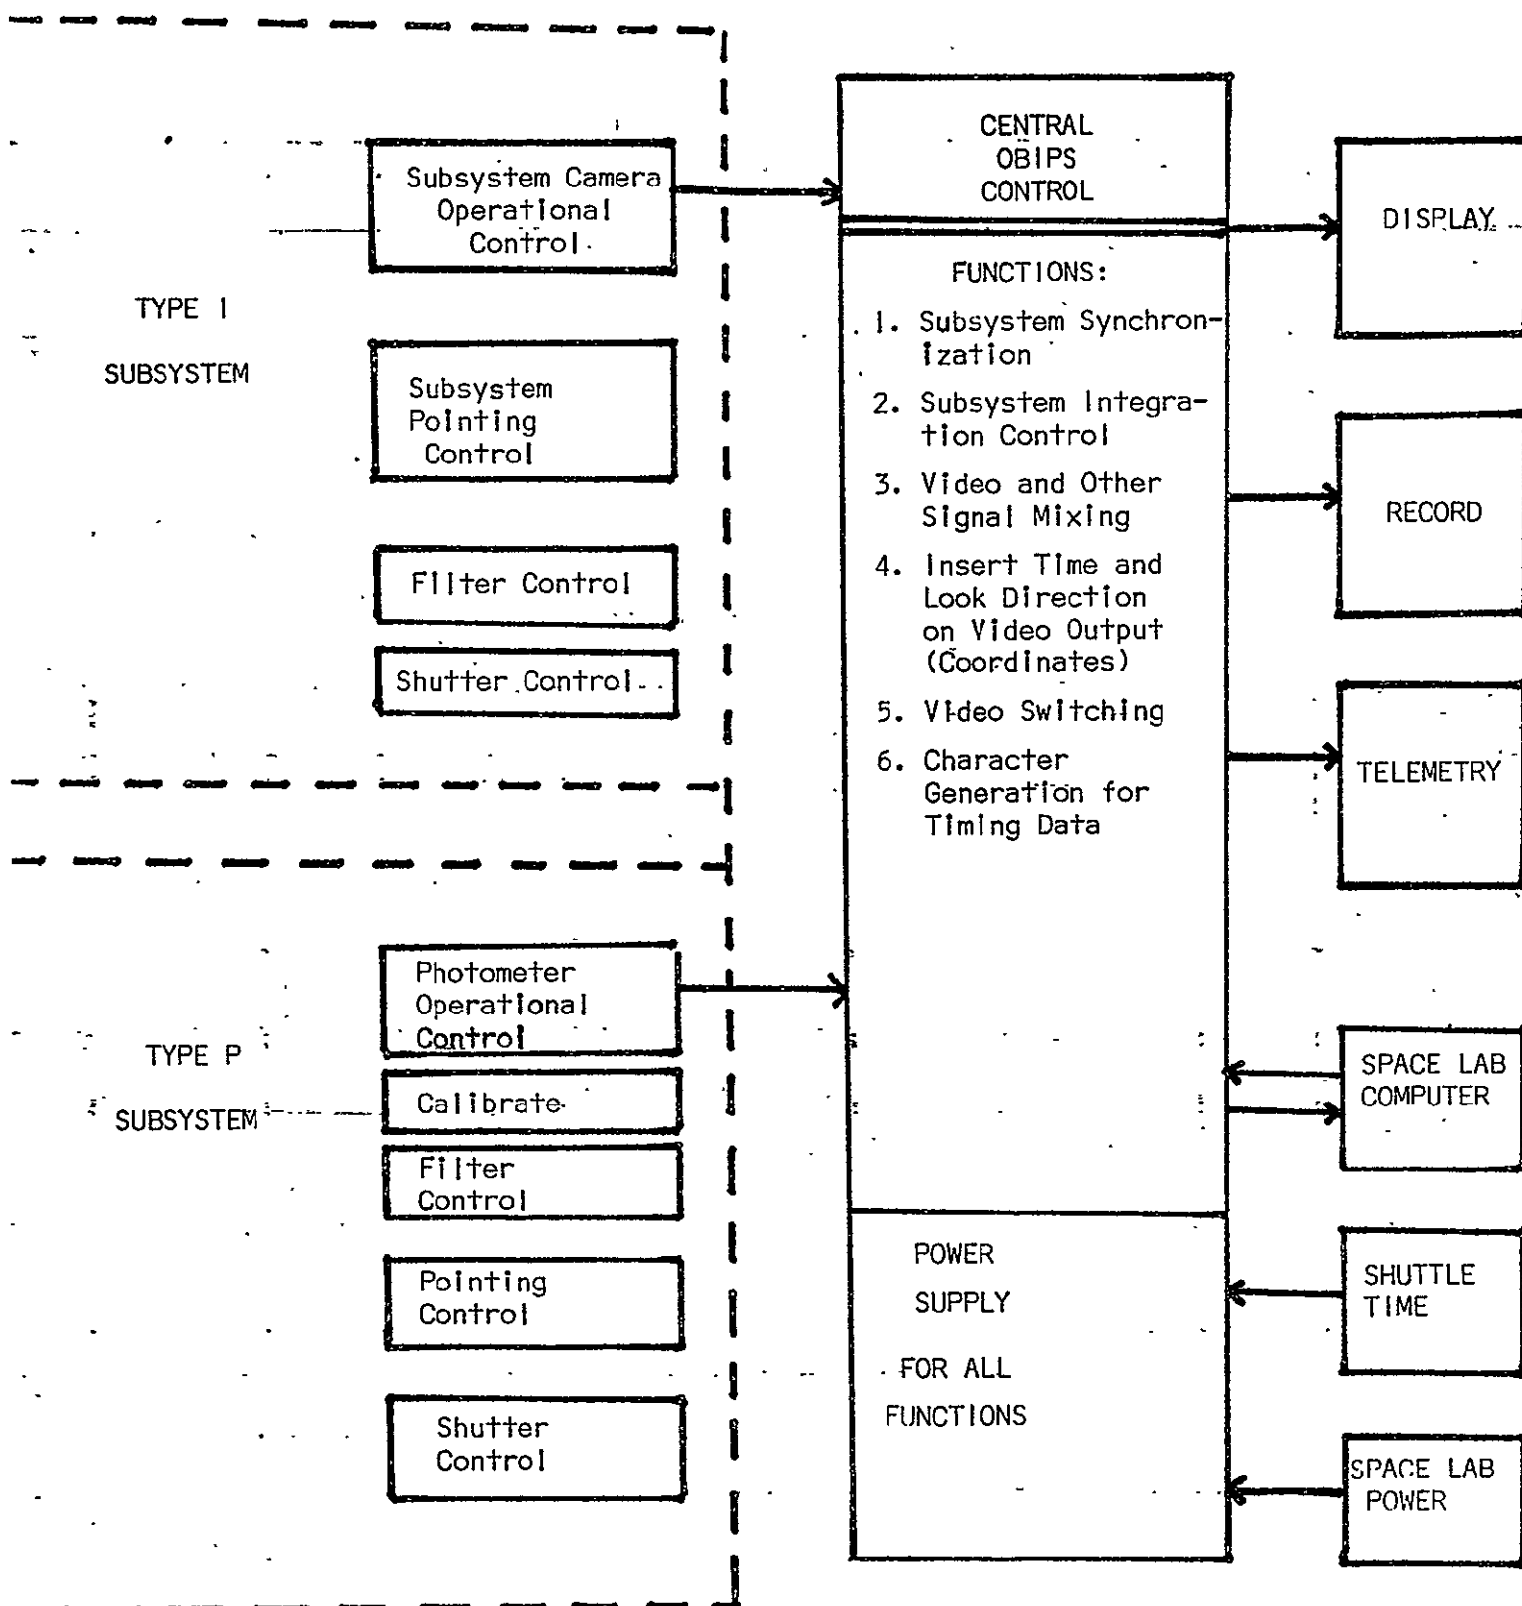 TYPE I
SUBSYSTEM
Subsystem Camera
Operational
Control
Subsystem
Pointing
Control
Filter Control
Shutter Control
TYPE P
SUBSYSTEM
Photometer
Operational
Control
Calibrate
Filter
Control
Pointing
Control
Shutter
Control
CENTRAL
OBIPS
CONTROL
FUNCTIONS:
1. Subsystem Synchron-
ization
2. Subsystem Integra-
tion Control
3. Video and Other
Signal Mixing
4. Insert Time and
Look Direction
on Video Output
(Coordinates)
5. Video Switching
6. Character
Generation for
Timing Data
POWER
SUPPLY
FOR ALL
FUNCTIONS
DISPLAY
RECORD
TELEMETRY
SPACE LAB
COMPUTER
SHUTTLE
TIME
SPACE LAB
POWER